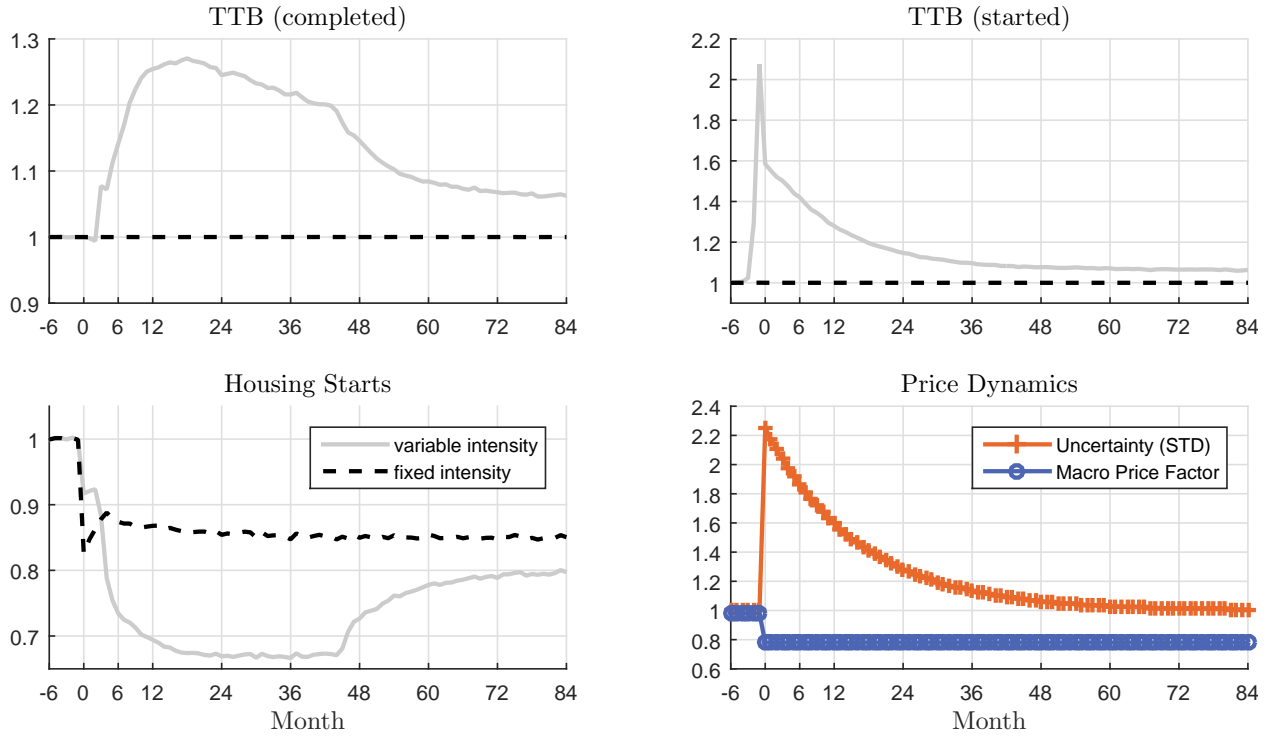 TTB (completed)
1.3
1.2
1.1
1
0.9
-6 0 6 12 24 36 48 60 72 84
TTB (started)
2.2
2
1.8
1.6
1.4
1.2
1
-6 0 6 12 24 36 48 60 72 84
Housing Starts
1
0.9
0.8
0.7
variable intensity
fixed intensity
-6 0 6 12 24 36 48 60 72 84
Month
Price Dynamics
2.4
2.2
2
1.8
1.6
1.4
1.2
1
0.8
0.6
Uncertainty (STD)
Macro Price Factor
-6 0 6 12 24 36 48 60 72 84
Month